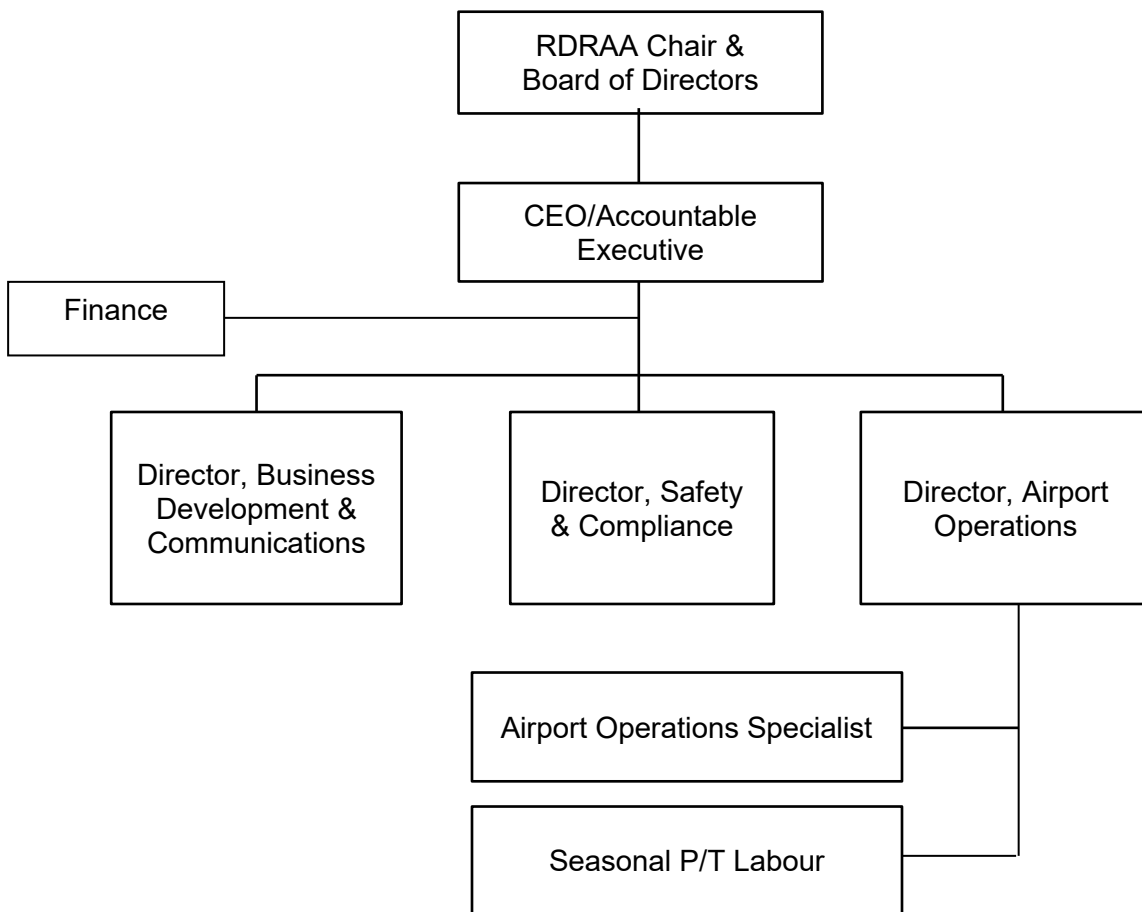 RDRAA Chair &
Board of Directors
CEO/Accountable
Executive
Finance
Director, Business
Development &
Communications
Director, Safety
& Compliance
Director, Airport
Operations
Airport Operations Specialist
Seasonal P/T Labour